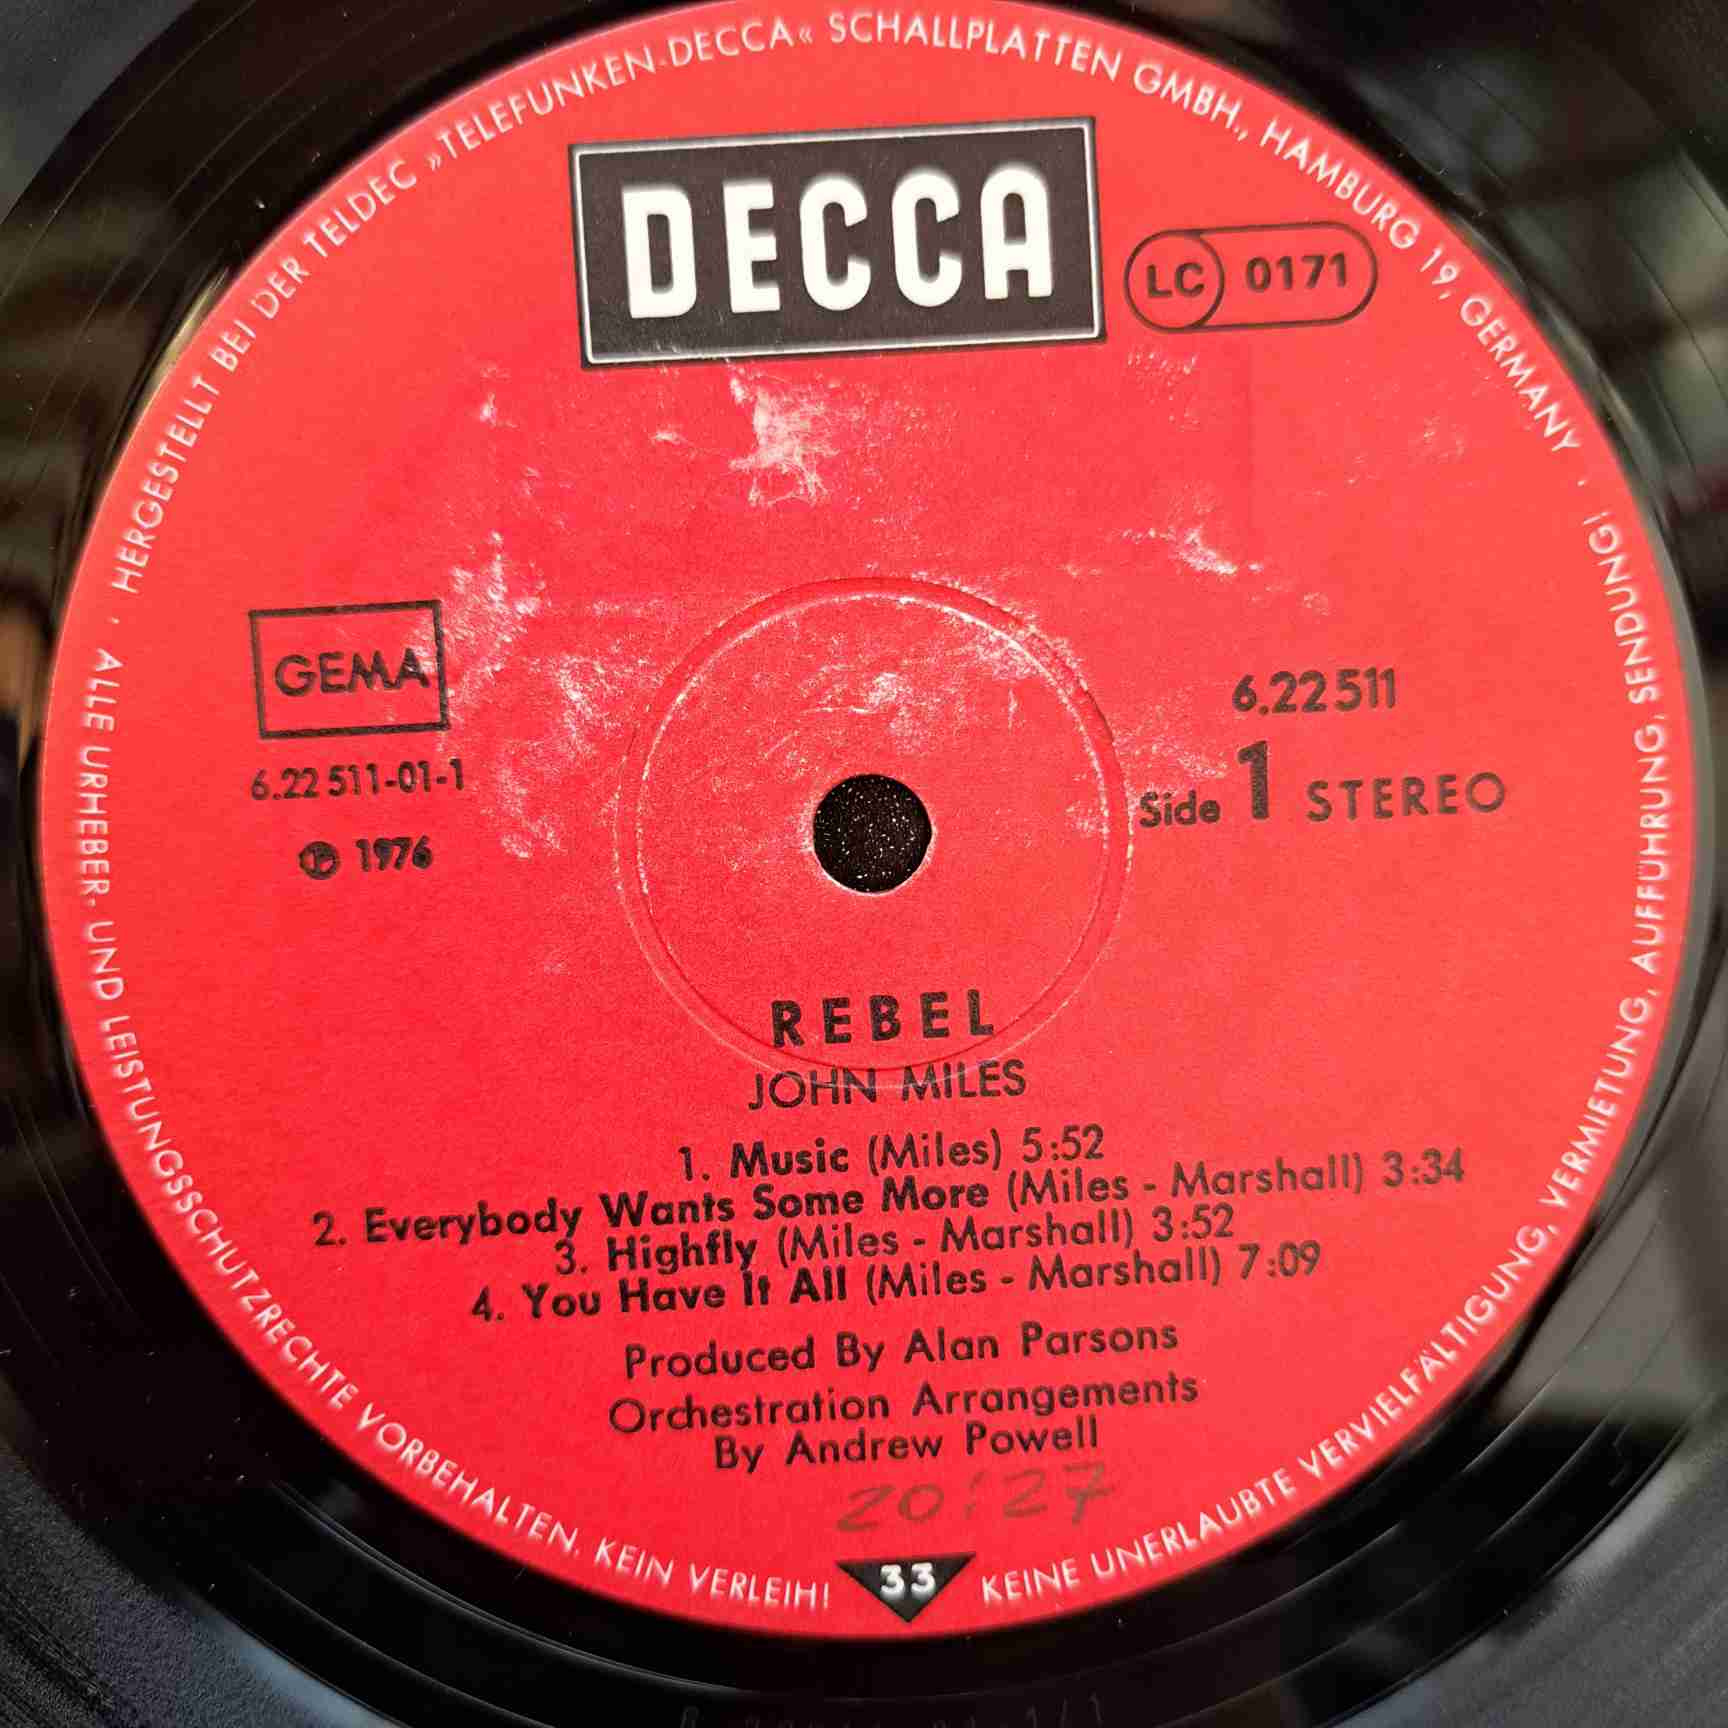 HERGESTELLT BEI DER TELDEC »TELEFUNKEN-DECCA« SCHALLPLATTEN GMBH., HAMBURG 19, GERMANY ·
DECCA
LC 0171
GEMA
6.22511
6.22 511-01-1
Side 1 STEREO
℗ 1976
REBEL
JOHN MILES
1. Music (Miles) 5:52
2. Everybody Wants Some More (Miles - Marshall) 3:34
3. Highfly (Miles - Marshall) 3:52
4. You Have It All (Miles - Marshall) 7:09
Produced By Alan Parsons
Orchestration Arrangements
By Andrew Powell
20:27
33
· ALLE URHEBER- UND LEISTUNGSSCHUTZRECHTE VORBEHALTEN. KEIN VERLEIH!
KEINE UNERLAUBTE VERVIELFÄLTIGUNG, VERMIETUNG, AUFFÜHRUNG, SENDUNG!